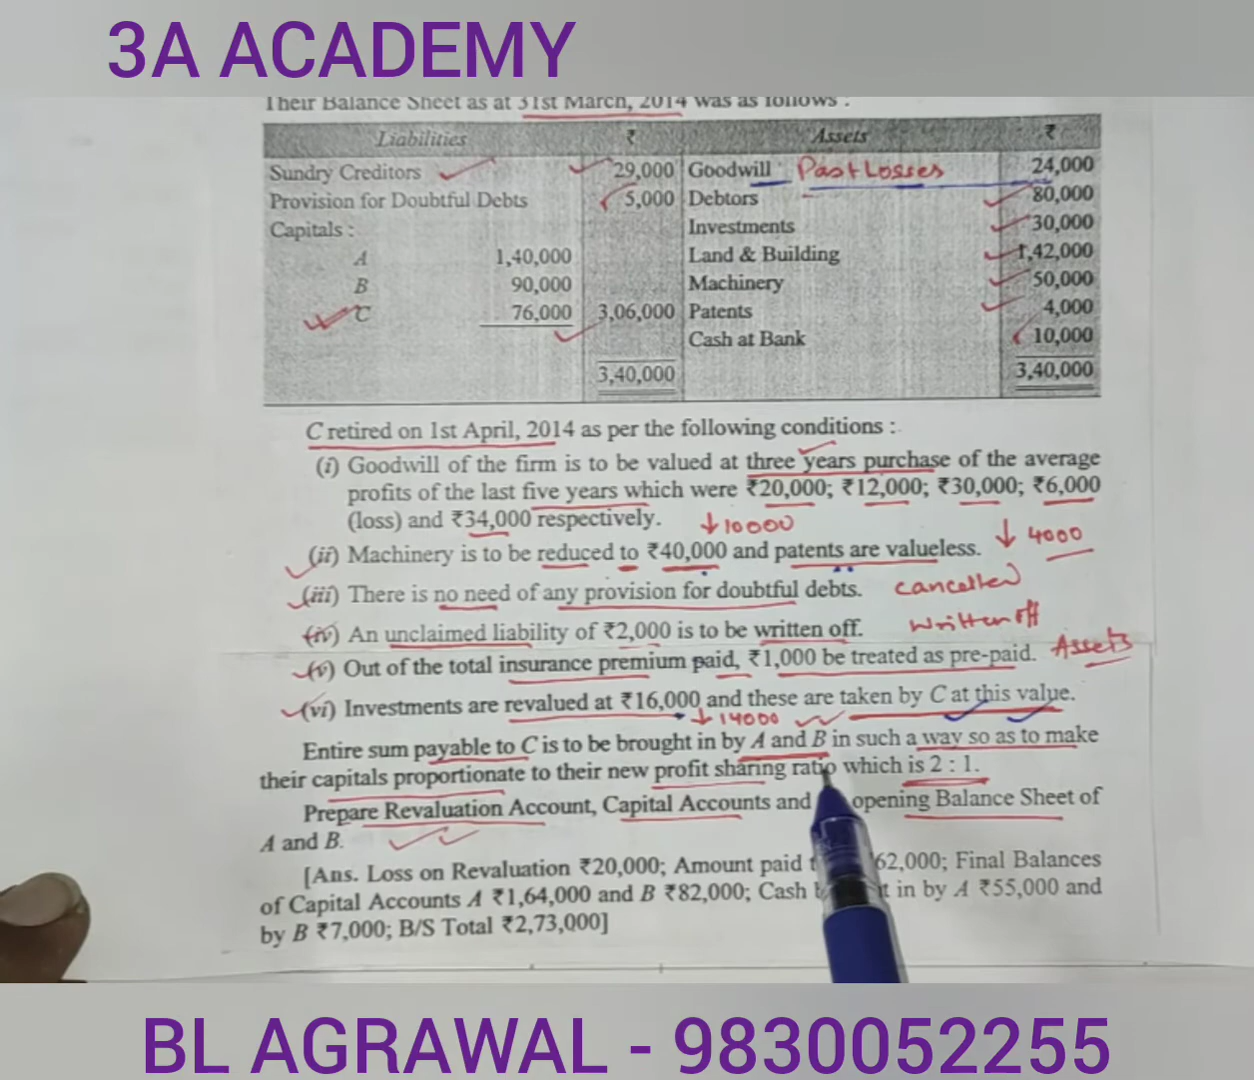 3A ACADEMY
Their Balance Sheet as at 31st March, 2014 was as follows :
Liabilities ₹ Assets ₹
Sundry Creditors 29,000 Goodwill Past Losses 24,000
Provision for Doubtful Debts 5,000 Debtors 80,000
Capitals : Investments 30,000
A 1,40,000 Land & Building 1,42,000
B 90,000 Machinery 50,000
C 76,000 3,06,000 Patents 4,000
Cash at Bank 10,000
3,40,000 3,40,000
C retired on 1st April, 2014 as per the following conditions :
(i) Goodwill of the firm is to be valued at three years purchase of the average
profits of the last five years which were ₹20,000; ₹12,000; ₹30,000; ₹6,000
(loss) and ₹34,000 respectively. ↓10000
(ii) Machinery is to be reduced to ₹40,000 and patents are valueless. ↓ 4000
(iii) There is no need of any provision for doubtful debts. cancelled
(iv) An unclaimed liability of ₹2,000 is to be written off. written off
(v) Out of the total insurance premium paid, ₹1,000 be treated as pre-paid. Assets
(vi) Investments are revalued at ₹16,000 and these are taken by C at this value.
↓14000
Entire sum payable to C is to be brought in by A and B in such a way so as to make
their capitals proportionate to their new profit sharing ratio which is 2 : 1.
Prepare Revaluation Account, Capital Accounts and opening Balance Sheet of
A and B.
[Ans. Loss on Revaluation ₹20,000; Amount paid 62,000; Final Balances
of Capital Accounts A ₹1,64,000 and B ₹82,000; Cash in by A ₹55,000 and
by B ₹7,000; B/S Total ₹2,73,000]
BL AGRAWAL - 9830052255